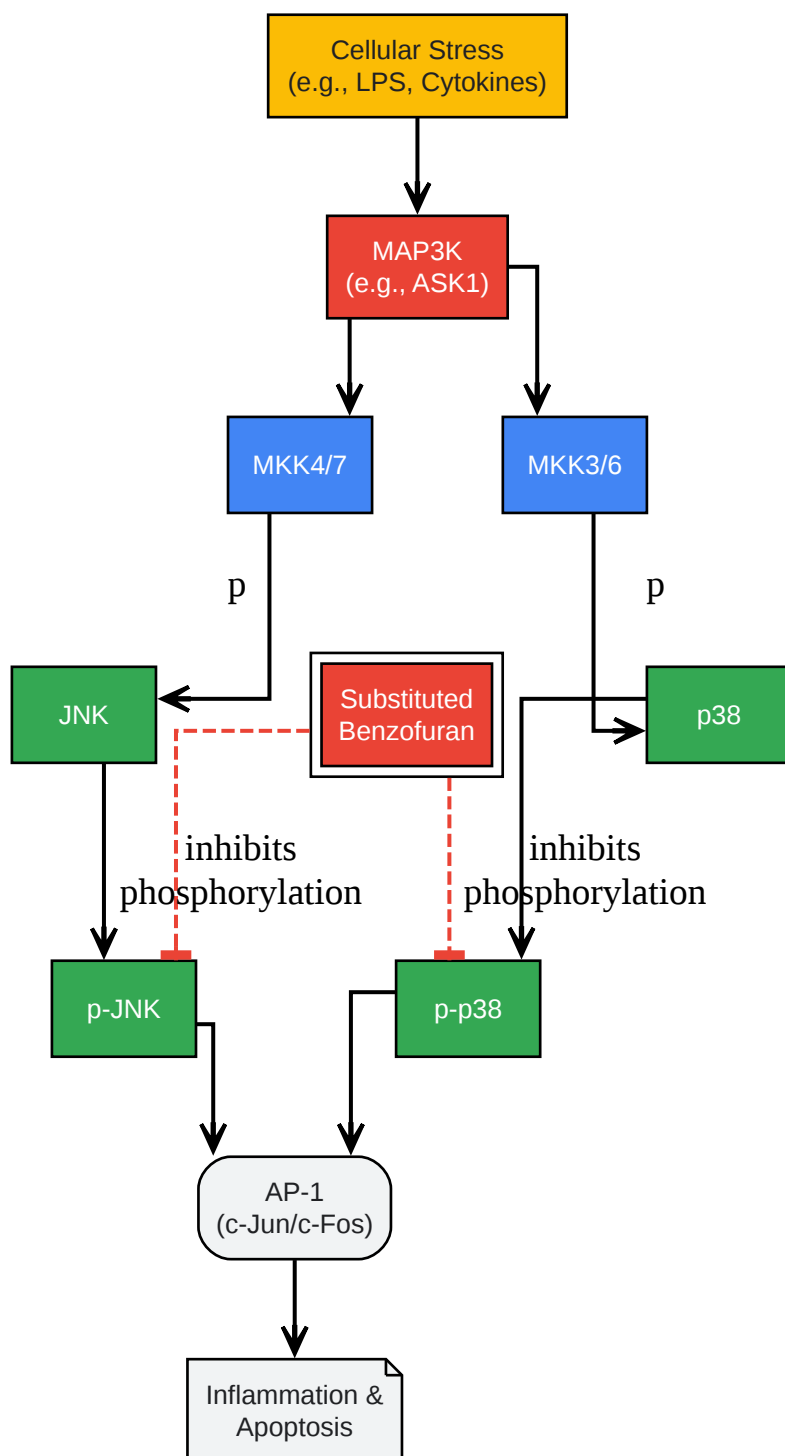 Cellular Stress
(e.g., LPS, Cytokines)
MAP3K
(e.g., ASK1)
MKK4/7
MKK3/6
p
p
JNK
Substituted
Benzofuran
p38
inhibits
phosphorylation
inhibits
phosphorylation
p-JNK
p-p38
AP-1
(c-Jun/c-Fos)
Inflammation &
Apoptosis